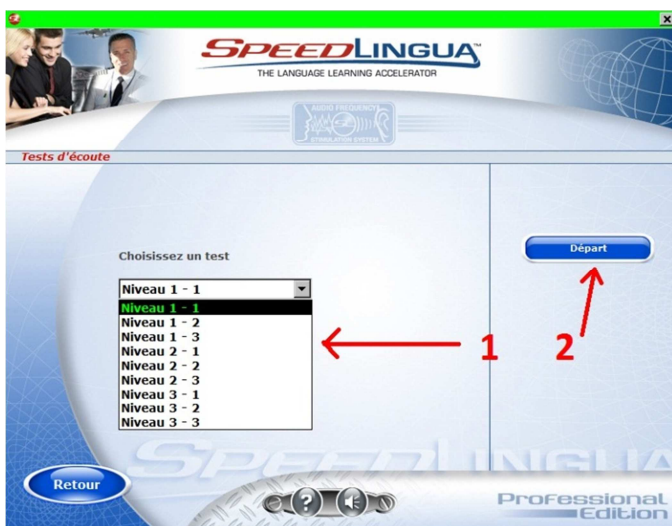 SPEEDLINGUA™
THE LANGUAGE LEARNING ACCELERATOR
AUDIO FREQUENCY
STIMULATION SYSTEM
Tests d'écoute
Choisissez un test
Départ
Niveau 1 - 1
Niveau 1 - 1
Niveau 1 - 2
Niveau 1 - 3
Niveau 2 - 1
Niveau 2 - 2
Niveau 2 - 3
Niveau 3 - 1
Niveau 3 - 2
Niveau 3 - 3
1
2
SPEEDLINGUA
Retour
?
Professional
Edition